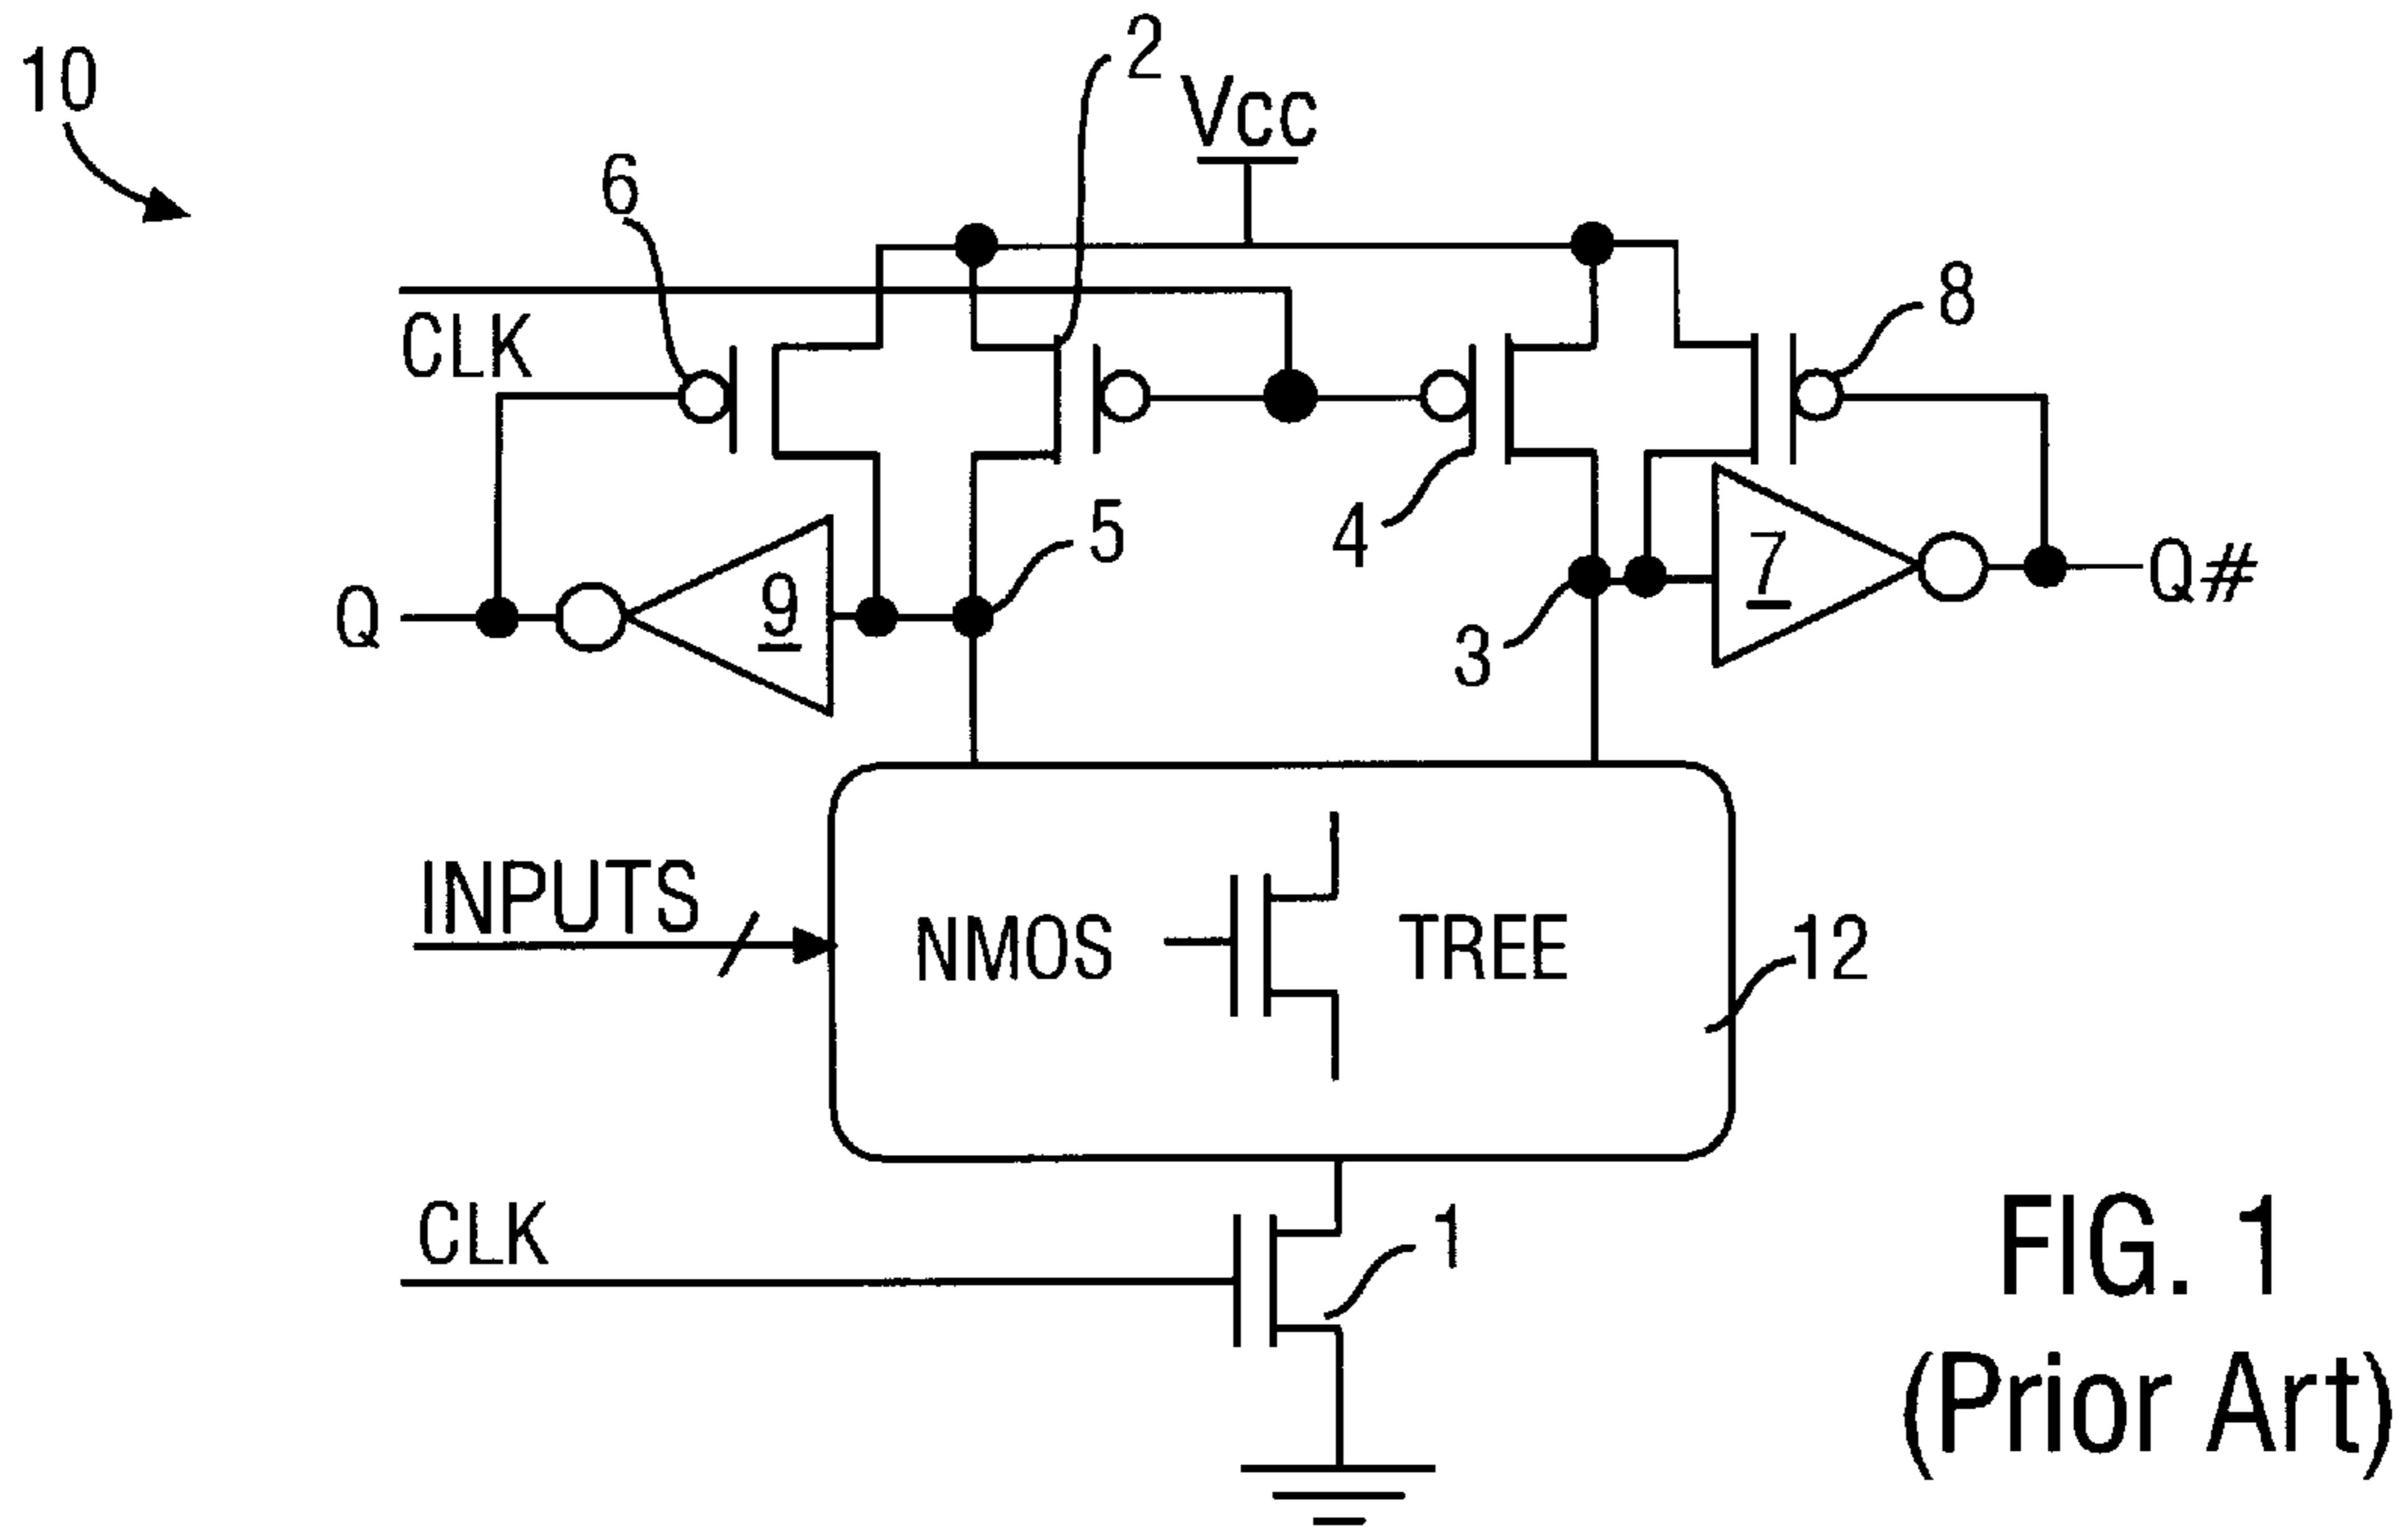 10
2
Vcc
6
CLK
8
5
4
9
7
Q
Q#
3
INPUTS
NMOS TREE
12
CLK
1
FIG. 1
(Prior Art)